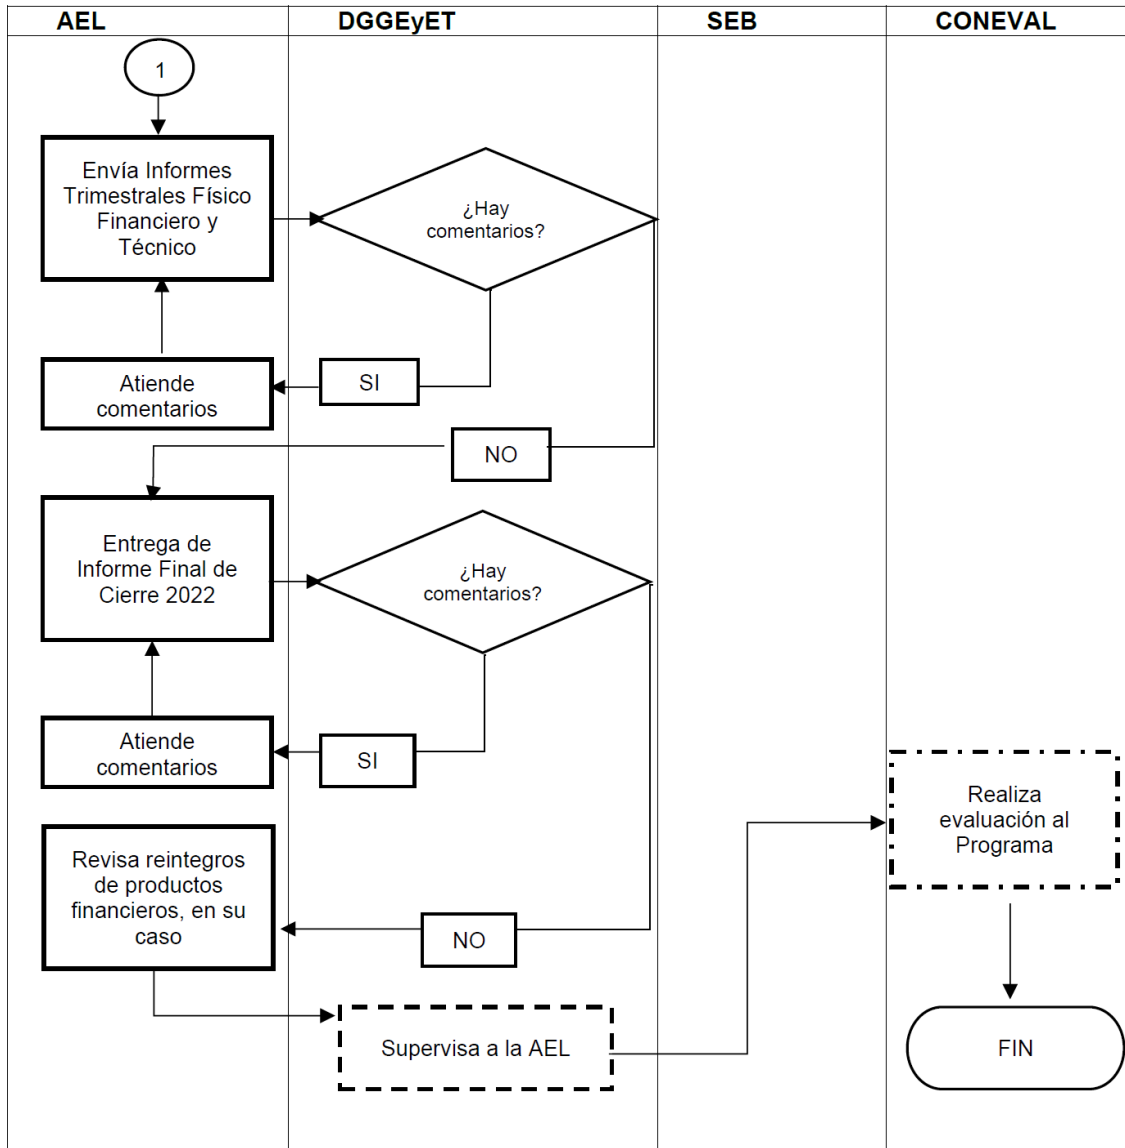 AEL DGGEyET SEB CONEVAL
1
Envía Informes
Trimestrales Físico
Financiero y
Técnico
¿Hay
comentarios?
SI
Atiende
comentarios
NO
Entrega de
Informe Final de
Cierre 2022
¿Hay
comentarios?
SI
Atiende
comentarios
Revisa reintegros
de productos
financieros, en su
caso
NO
Supervisa a la AEL
Realiza
evaluación al
Programa
FIN